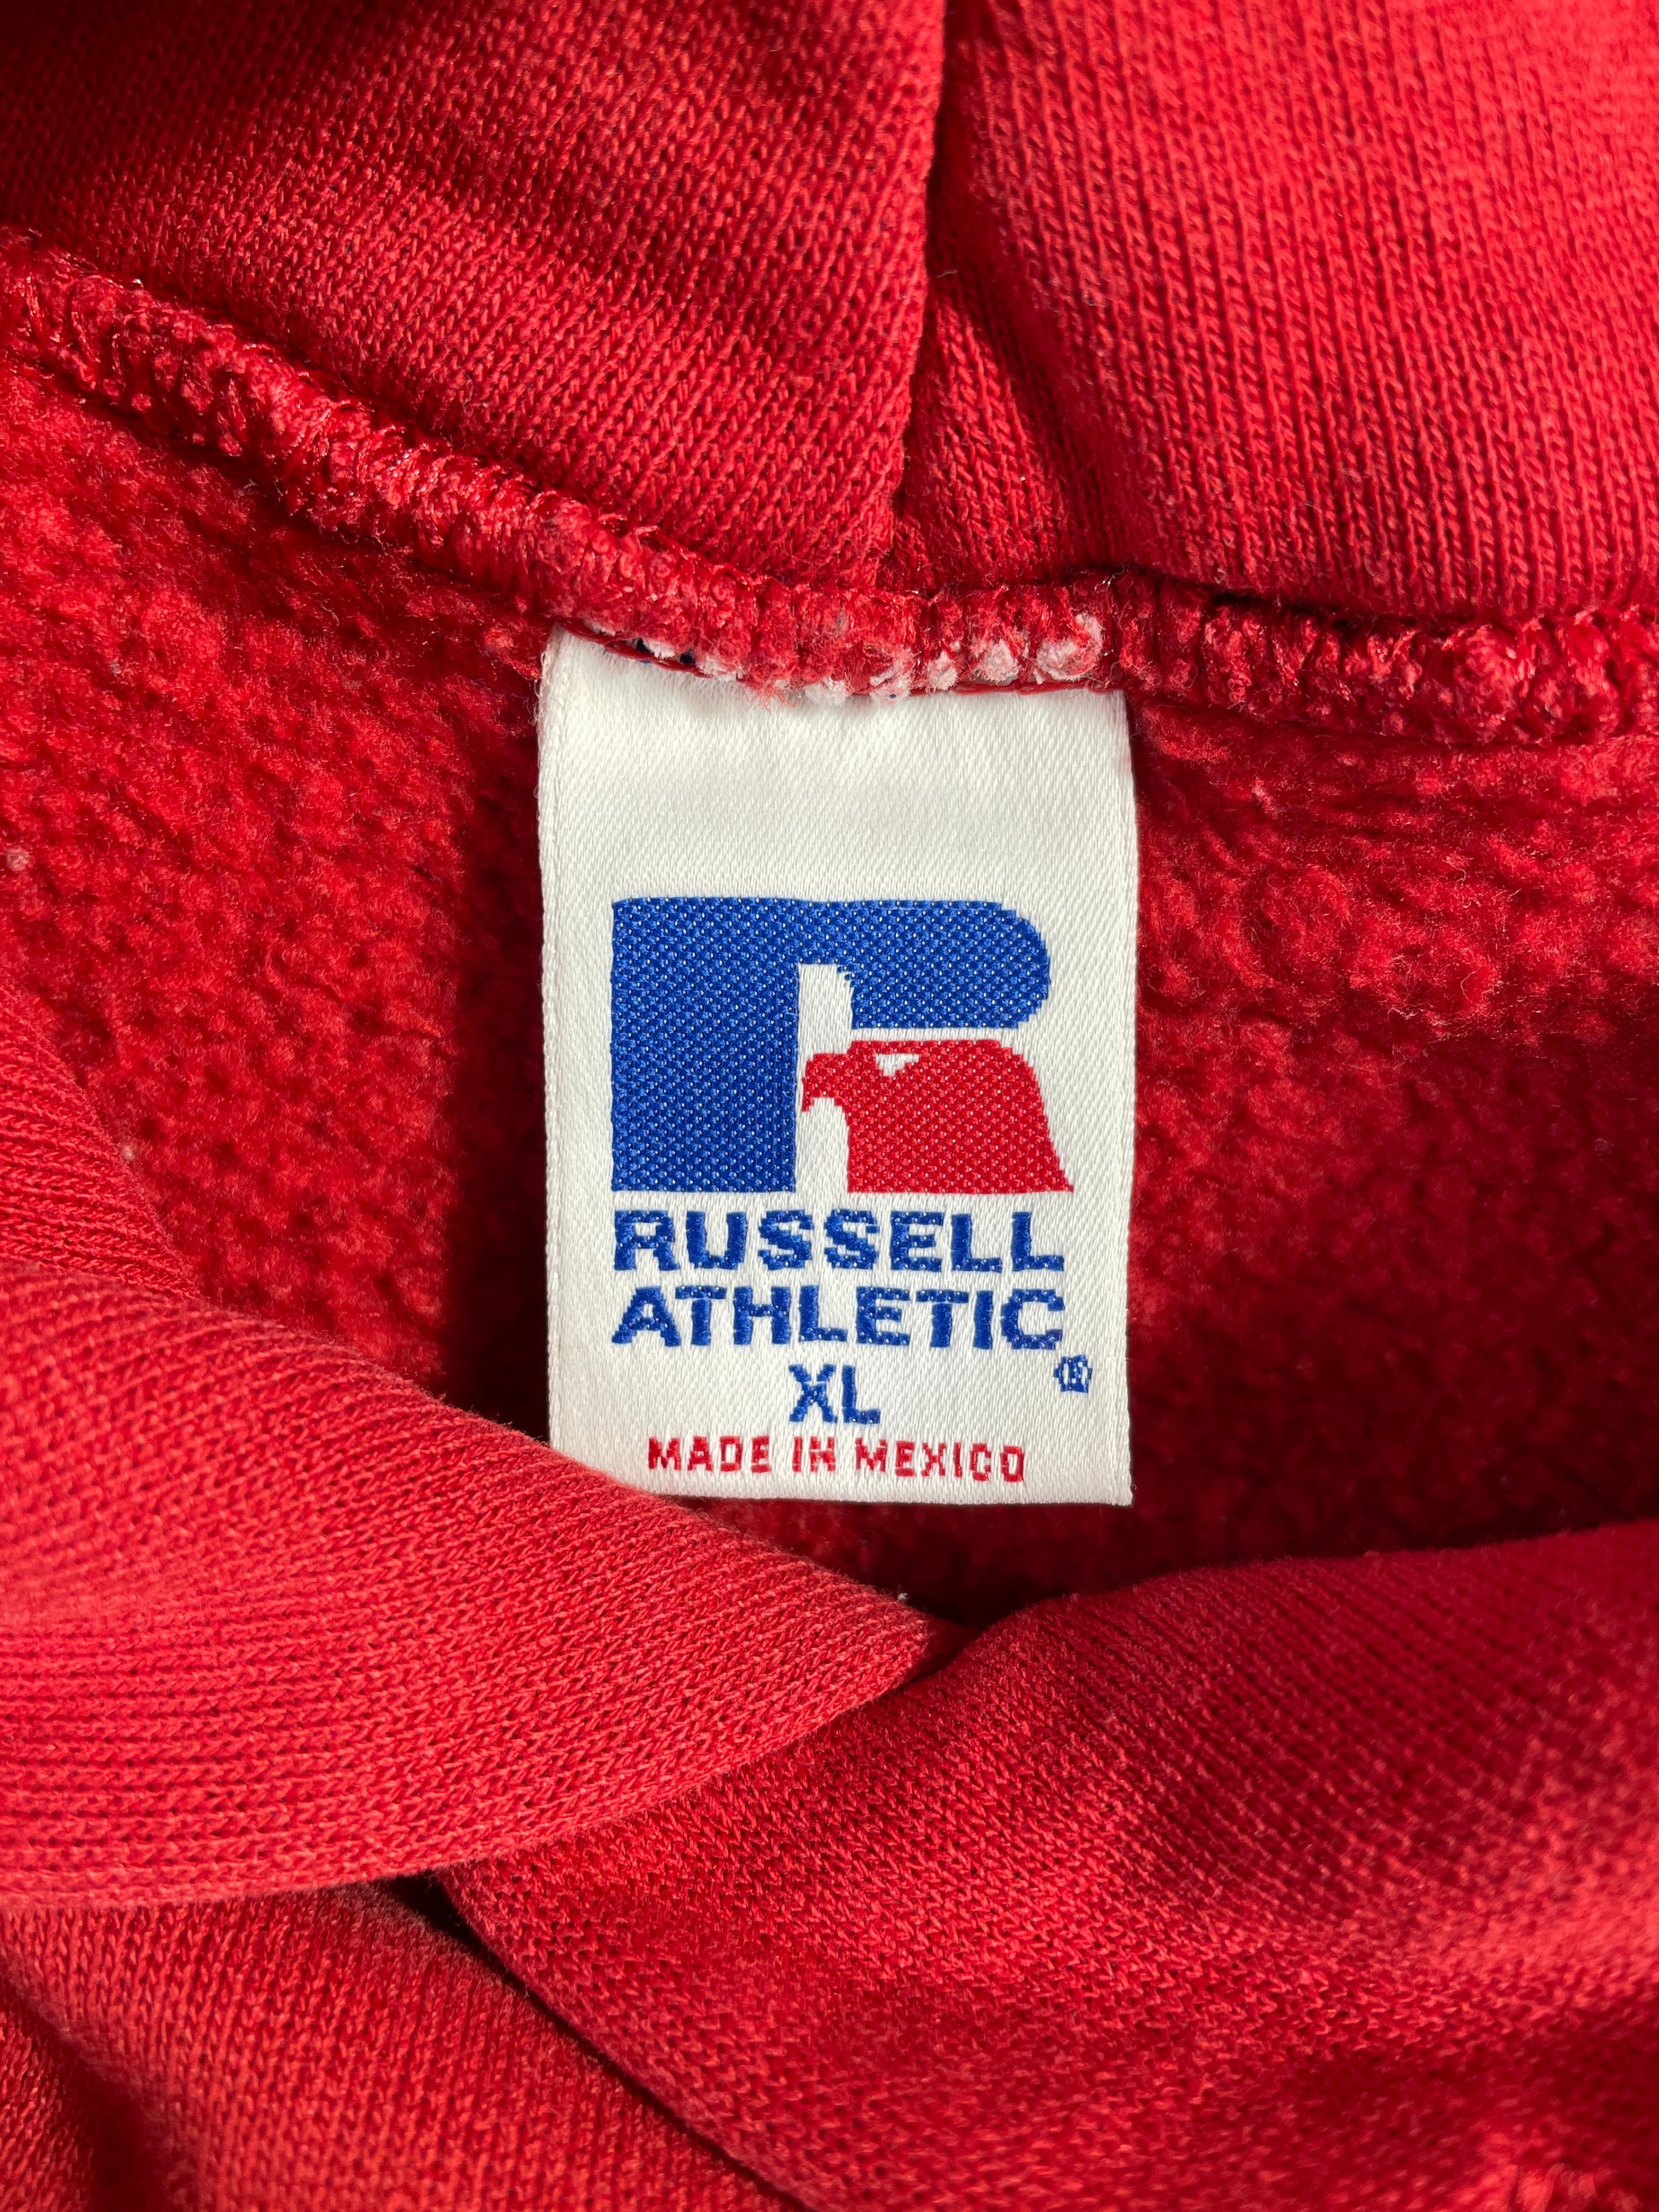 RUSSELL
ATHLETIC®
XL
MADE IN MEXICO